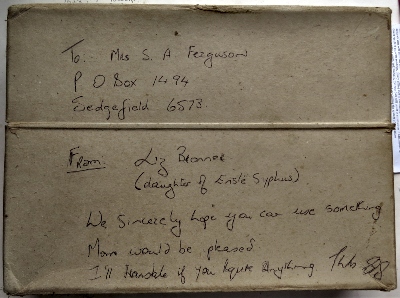 To:- Mrs S. A. Ferguson
P O Box 1494
Sedgefield 6573
From: Liz Bronner
(daughter of Enslé Syphus)
We Sincerely hope you can use something
Mom would be pleased
I'll translate if you require Anything